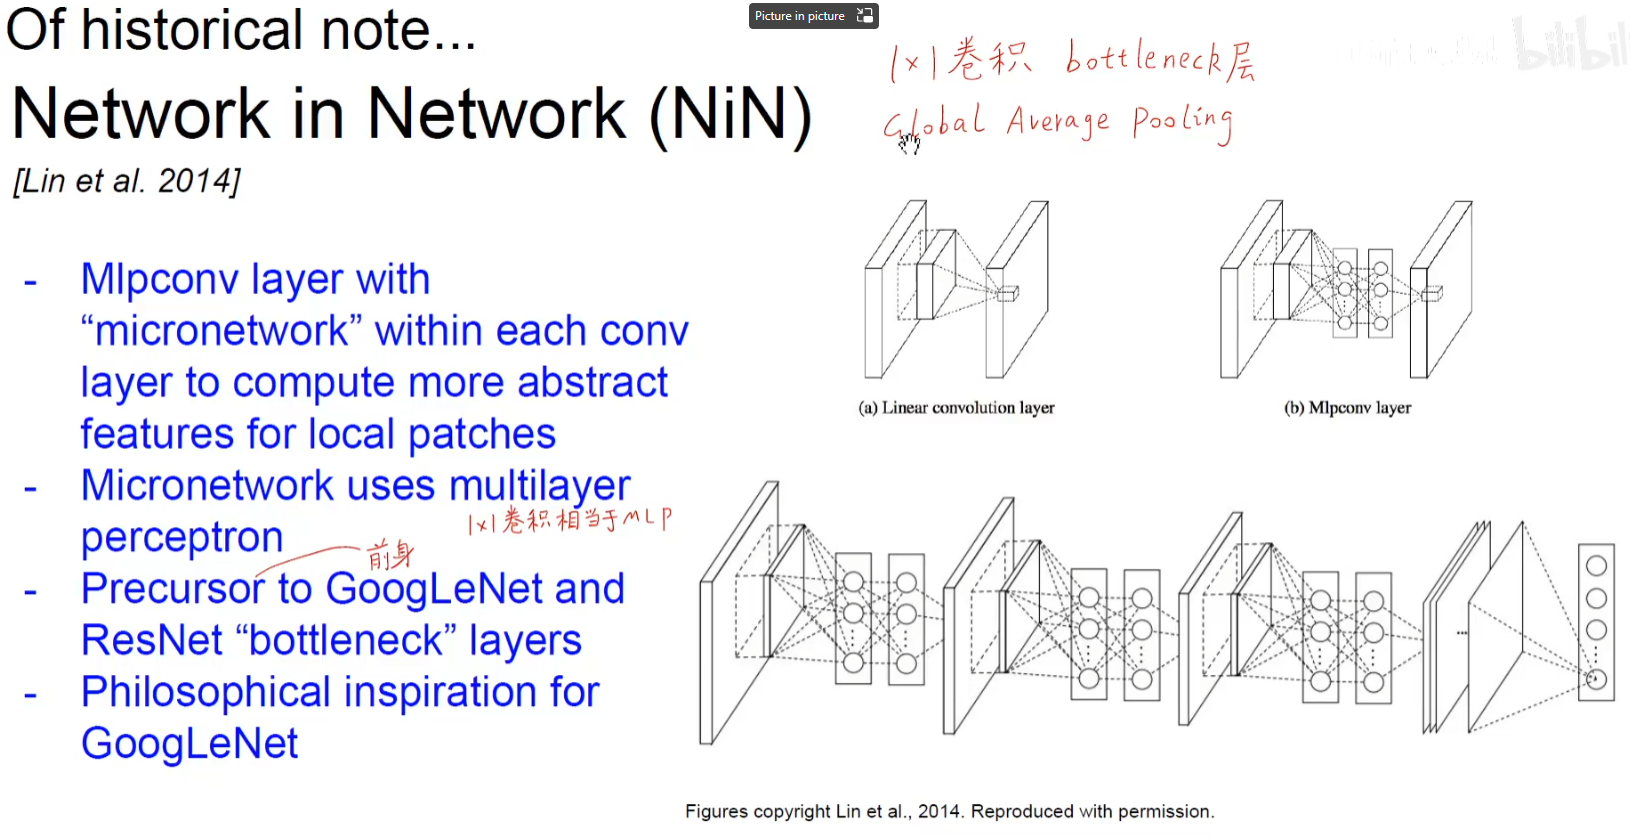 Of historical note...
Picture in picture
bilibili
1×1卷积 bottleneck层
Network in Network (NiN)
Global Average Pooling
[Lin et al. 2014]
- Mlpconv layer with
“micronetwork” within each conv
layer to compute more abstract
features for local patches
- Micronetwork uses multilayer
perceptron
1×1卷积相当于MLP
前身
- Precursor to GoogLeNet and
ResNet “bottleneck” layers
- Philosophical inspiration for
GoogLeNet
(a) Linear convolution layer
(b) Mlpconv layer
...
Figures copyright Lin et al., 2014. Reproduced with permission.